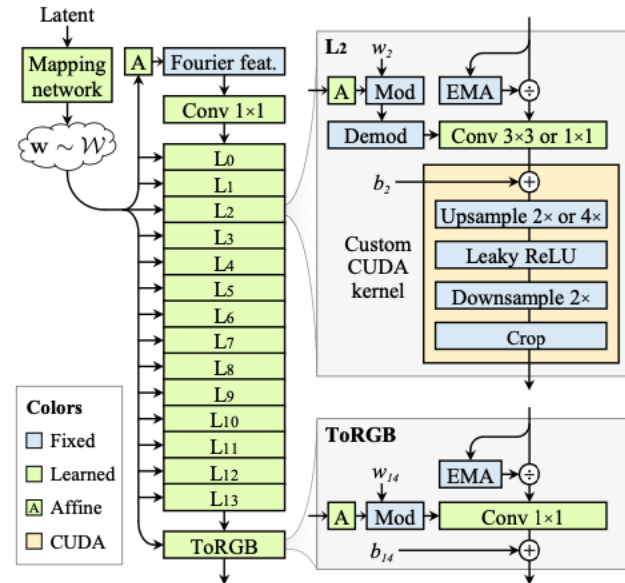 Latent
Mapping
network
w ~ W
A
Fourier feat.
Conv 1×1
L0
L1
L2
L3
L4
L5
L6
L7
L8
L9
L10
L11
L12
L13
ToRGB
Colors
Fixed
Learned
A Affine
CUDA
L2
w2
A
Mod
EMA
÷
Demod
Conv 3×3 or 1×1
b2
+
Upsample 2× or 4×
Leaky ReLU
Downsample 2×
Crop
Custom
CUDA
kernel
ToRGB
w14
EMA
÷
A
Mod
Conv 1×1
b14
+